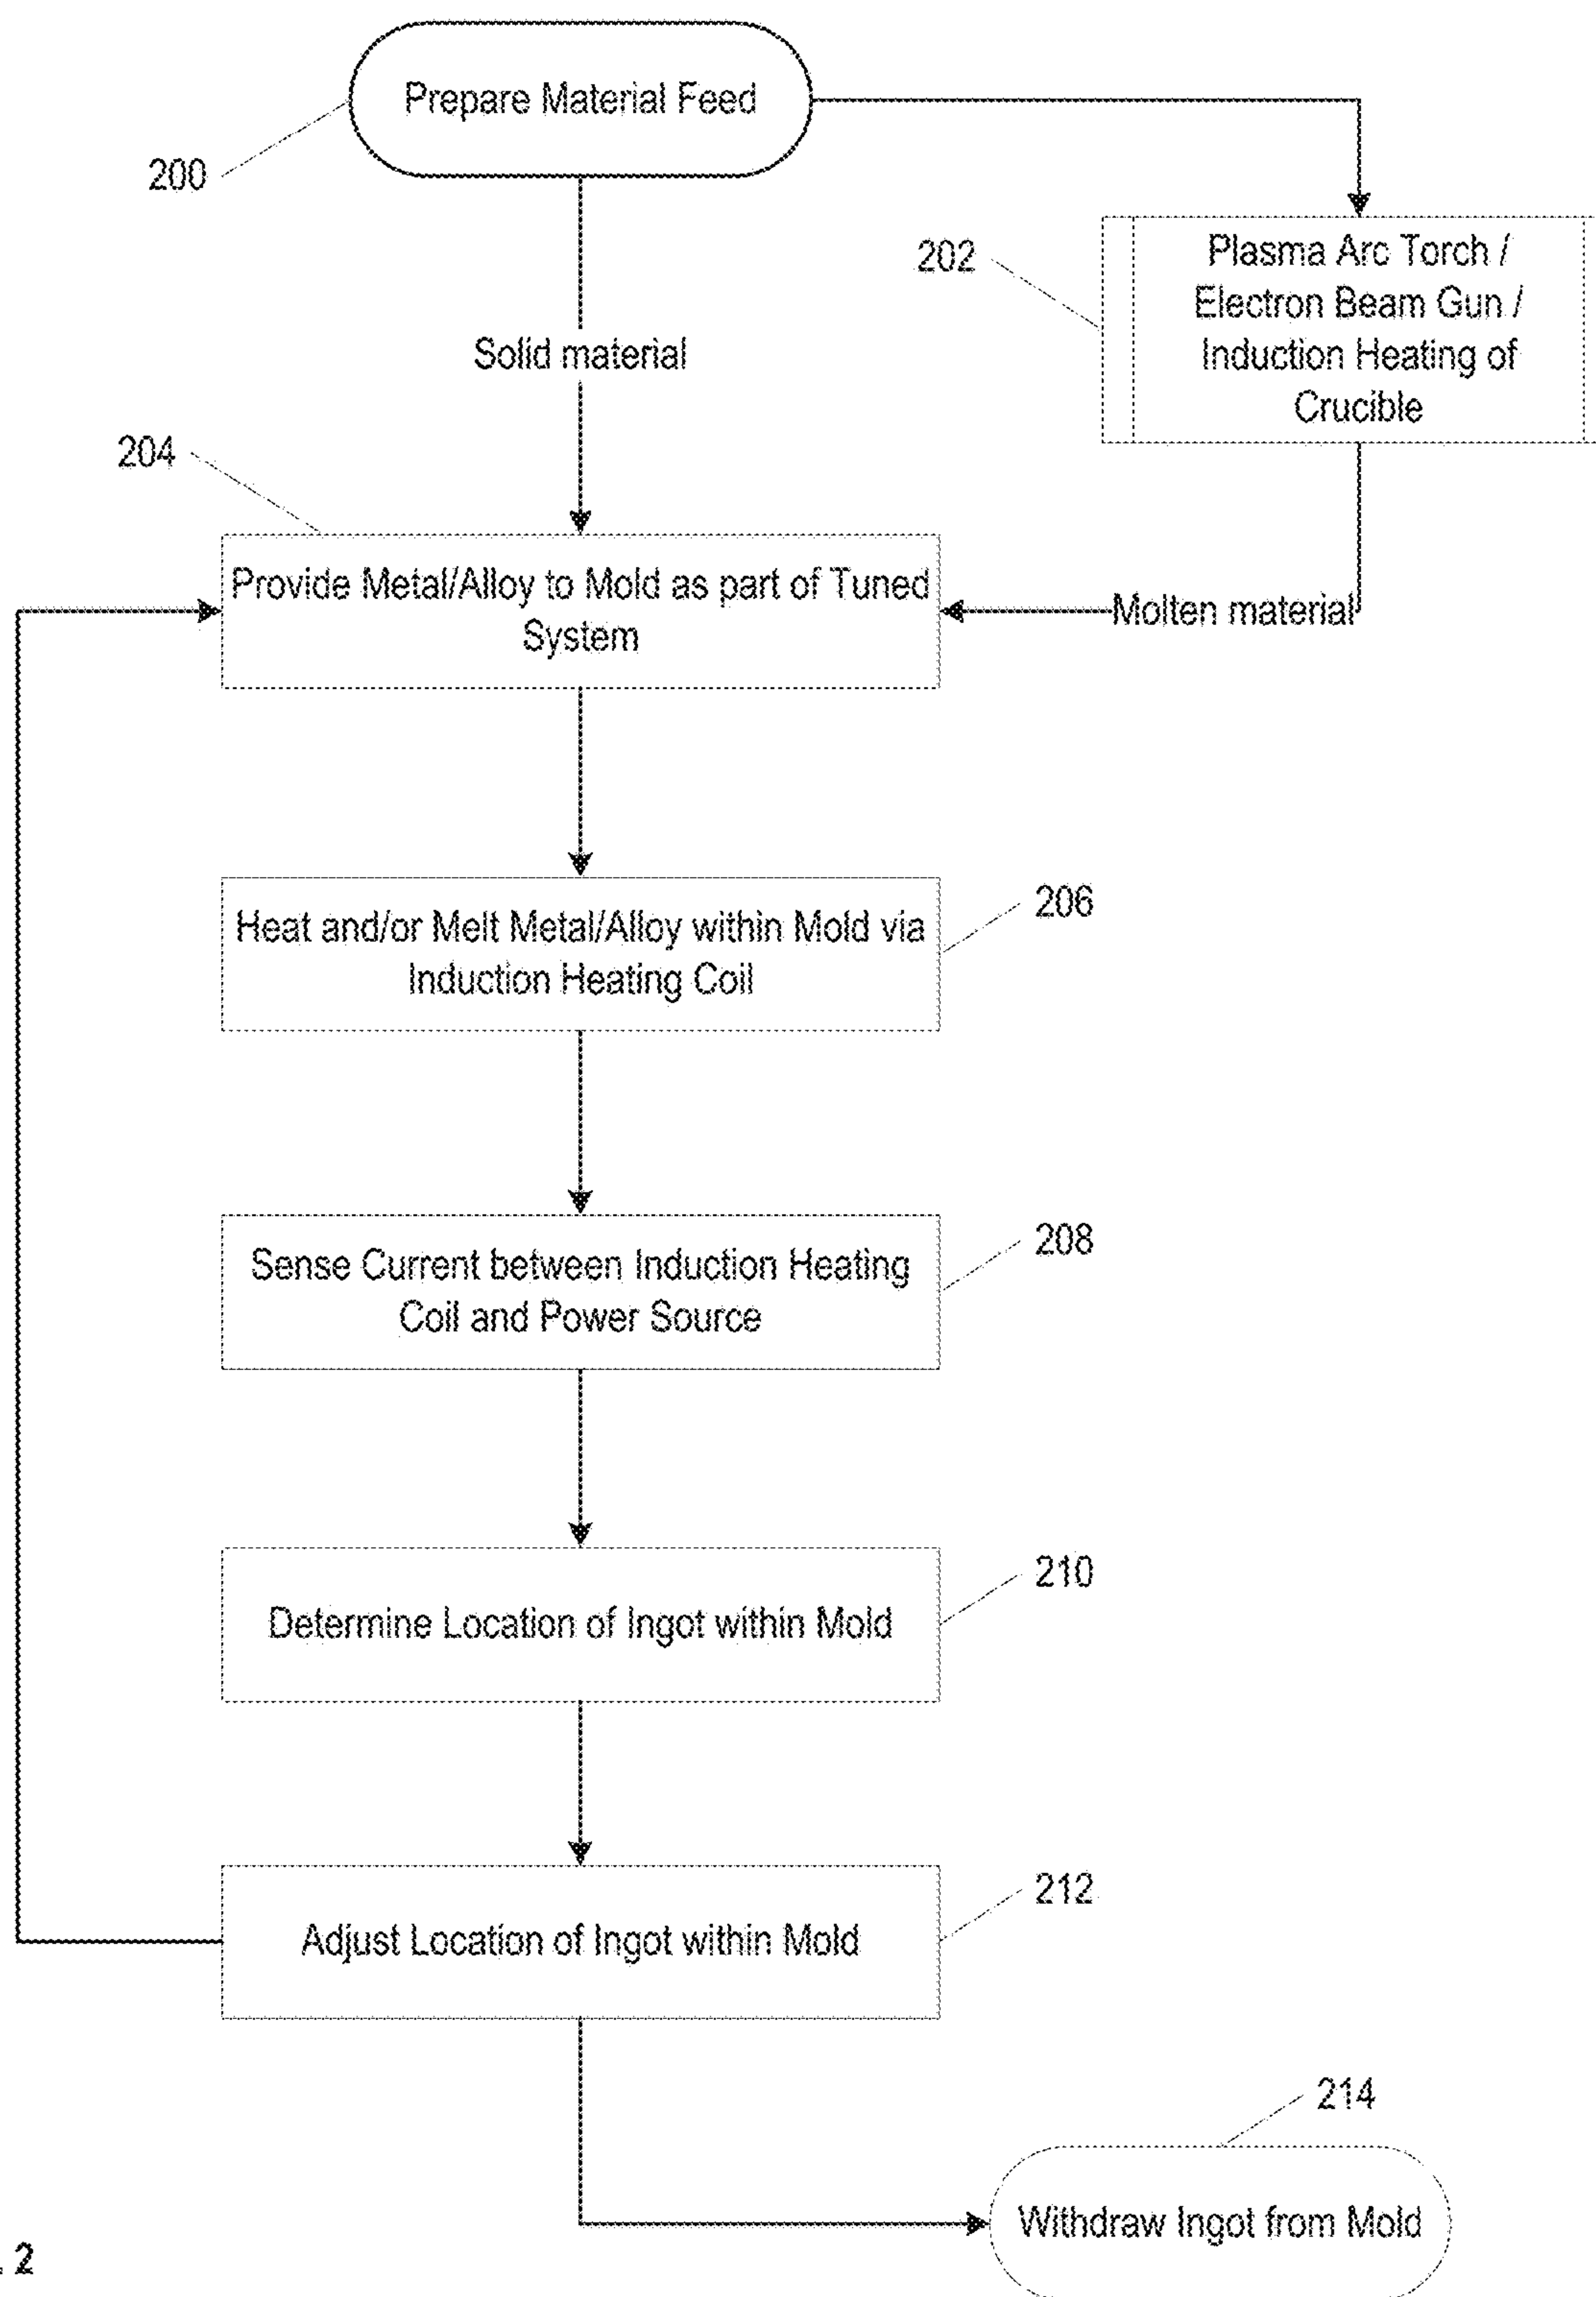 Prepare Material Feed
200
202
Plasma Arc Torch /
Electron Beam Gun /
Induction Heating of
Crucible
Solid material
204
Provide Metal/Alloy to Mold as part of Tuned
System
Molten material
206
Heat and/or Melt Metal/Alloy within Mold via
Induction Heating Coil
208
Sense Current between Induction Heating
Coil and Power Source
210
Determine Location of Ingot within Mold
212
Adjust Location of Ingot within Mold
214
Withdraw Ingot from Mold
. 2